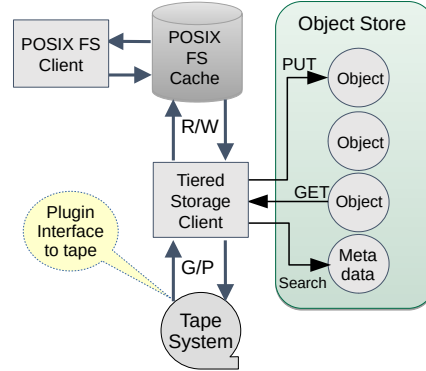 POSIX FS
Client
POSIX
FS
Cache
Object Store
PUT
Object
Object
R/W
Tiered
Storage
Client
GET
Object
Plugin
Interface
to tape
G/P
Search
Meta
data
Tape
System